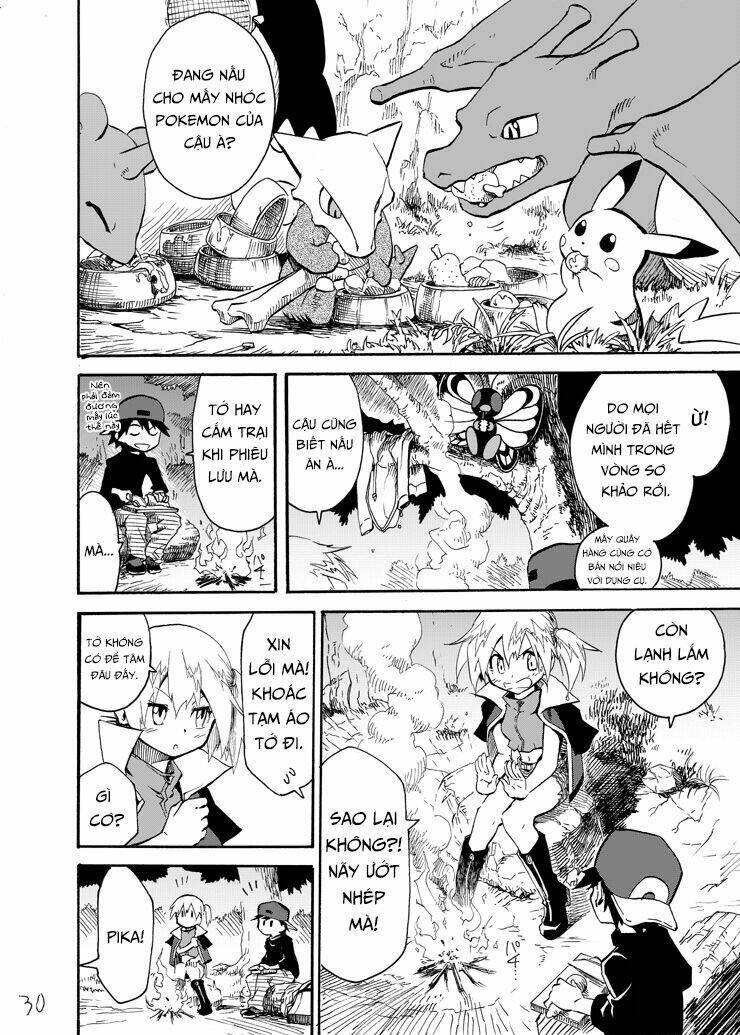 ĐANG NẤU
CHO MẤY NHÓC
POKEMON CỦA
CẬU À?
Ừ!
DO MỌI
NGƯỜI ĐÃ HẾT
MÌNH TRONG
VÒNG SƠ
KHẢO RỒI.
MẤY QUẦY
HÀNG CŨNG CÓ
BÁN NỒI NIÊU
VỚI DỤNG CỤ.
CẬU CŨNG
BIẾT NẤU
ĂN À...
TỚ HAY
CẮM TRẠI
KHI PHIÊU
LƯU MÀ.
Nên
phải đảm
đương
mấy lúc
thế này
MÀ...
CÒN
LẠNH LẮM
KHÔNG?
SAO LẠI
KHÔNG?!
NÃY ƯỚT
NHÉP
MÀ!
XIN
LỖI MÀ!
KHOÁC
TẠM ÁO
TỚ ĐI.
TỚ KHÔNG
CÓ ĐỂ TÂM
ĐÂU ĐẤY.
GÌ
CƠ?
PIKA!
30